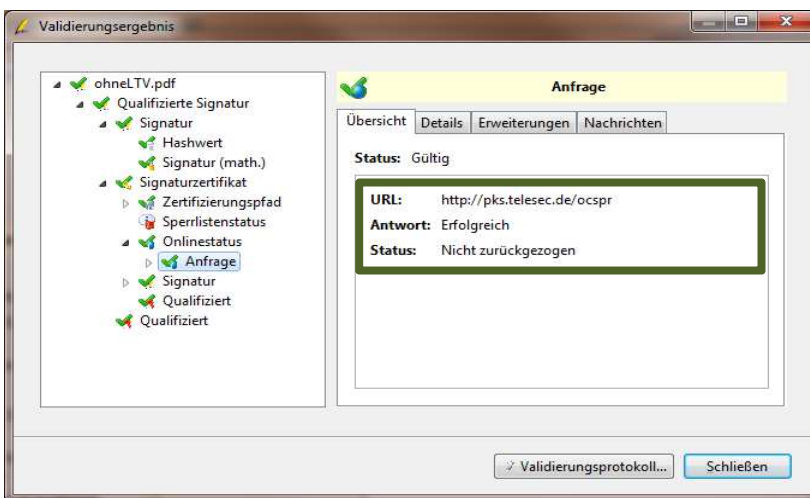 Validierungsergebnis
ohneLTV.pdf
Qualifizierte Signatur
Signatur
Hashwert
Signatur (math.)
Signaturzertifikat
Zertifizierungspfad
Sperrlistenstatus
Onlinestatus
Anfrage
Signatur
Qualifiziert
Qualifiziert
Anfrage
Übersicht Details Erweiterungen Nachrichten
Status: Gültig
URL: http://pks.telesec.de/ocspr
Antwort: Erfolgreich
Status: Nicht zurückgezogen
Validierungsprotokoll... Schließen